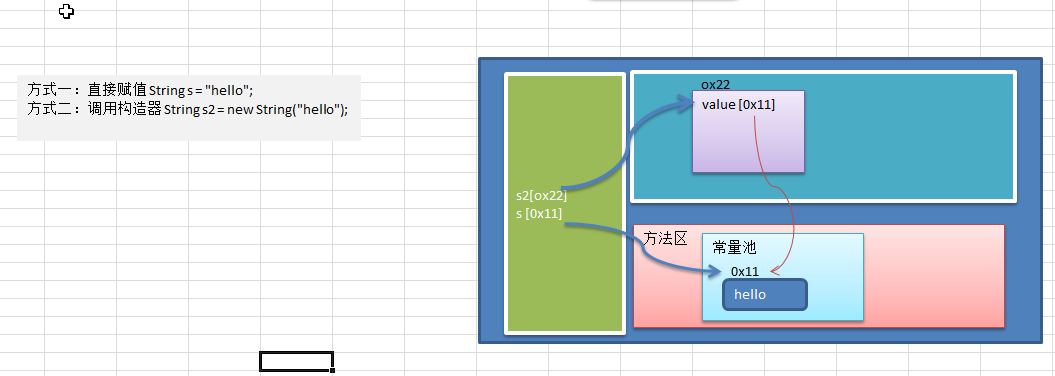 方式一：直接赋值 String s = "hello";
方式二：调用构造器 String s2 = new String("hello");
ox22
value [0x11]
s2[ox22]
s [0x11]
方法区
常量池
0x11
hello